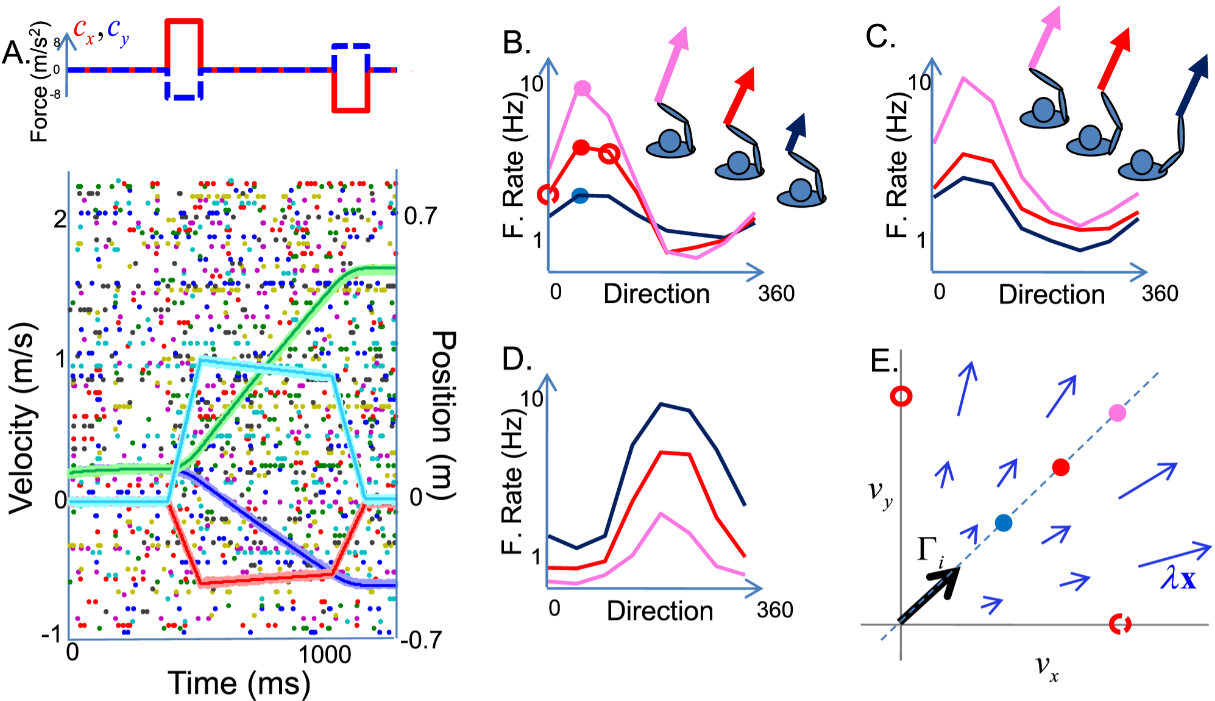 A.
Force (m/s²)
8
0
-8
c_x, c_y
Velocity (m/s)
2
1
0
-1
0.7
0
-0.7
Position (m)
0
1000
Time (ms)
B.
F. Rate (Hz)
10
1
0
Direction
360
C.
F. Rate (Hz)
10
1
0
Direction
360
D.
F. Rate (Hz)
10
1
0
Direction
360
E.
v_y
Γ_i
λx
v_x